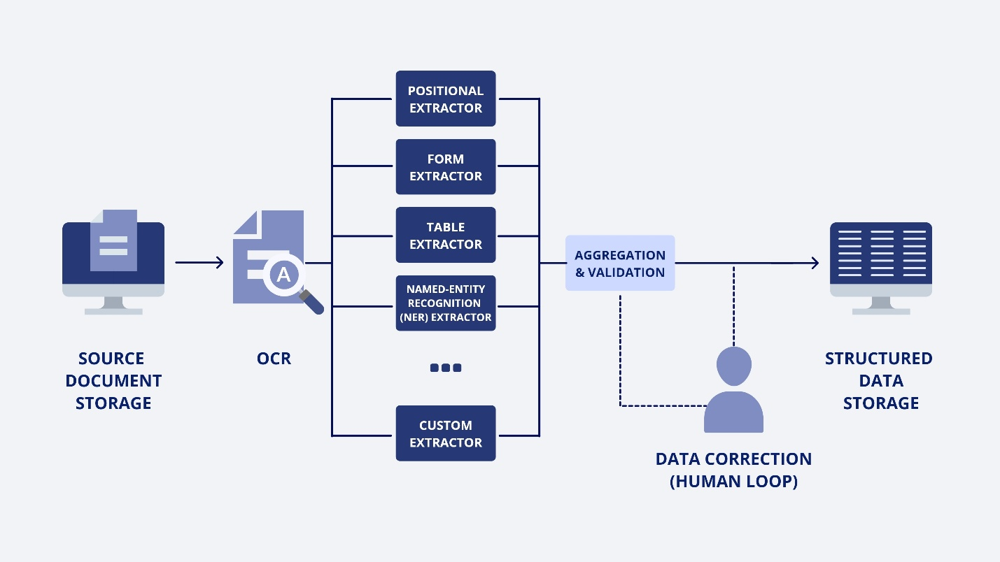 SOURCE
DOCUMENT
STORAGE
A
OCR
POSITIONAL
EXTRACTOR
FORM
EXTRACTOR
TABLE
EXTRACTOR
NAMED-ENTITY
RECOGNITION
(NER) EXTRACTOR
CUSTOM
EXTRACTOR
AGGREGATION
& VALIDATION
DATA CORRECTION
(HUMAN LOOP)
STRUCTURED
DATA
STORAGE